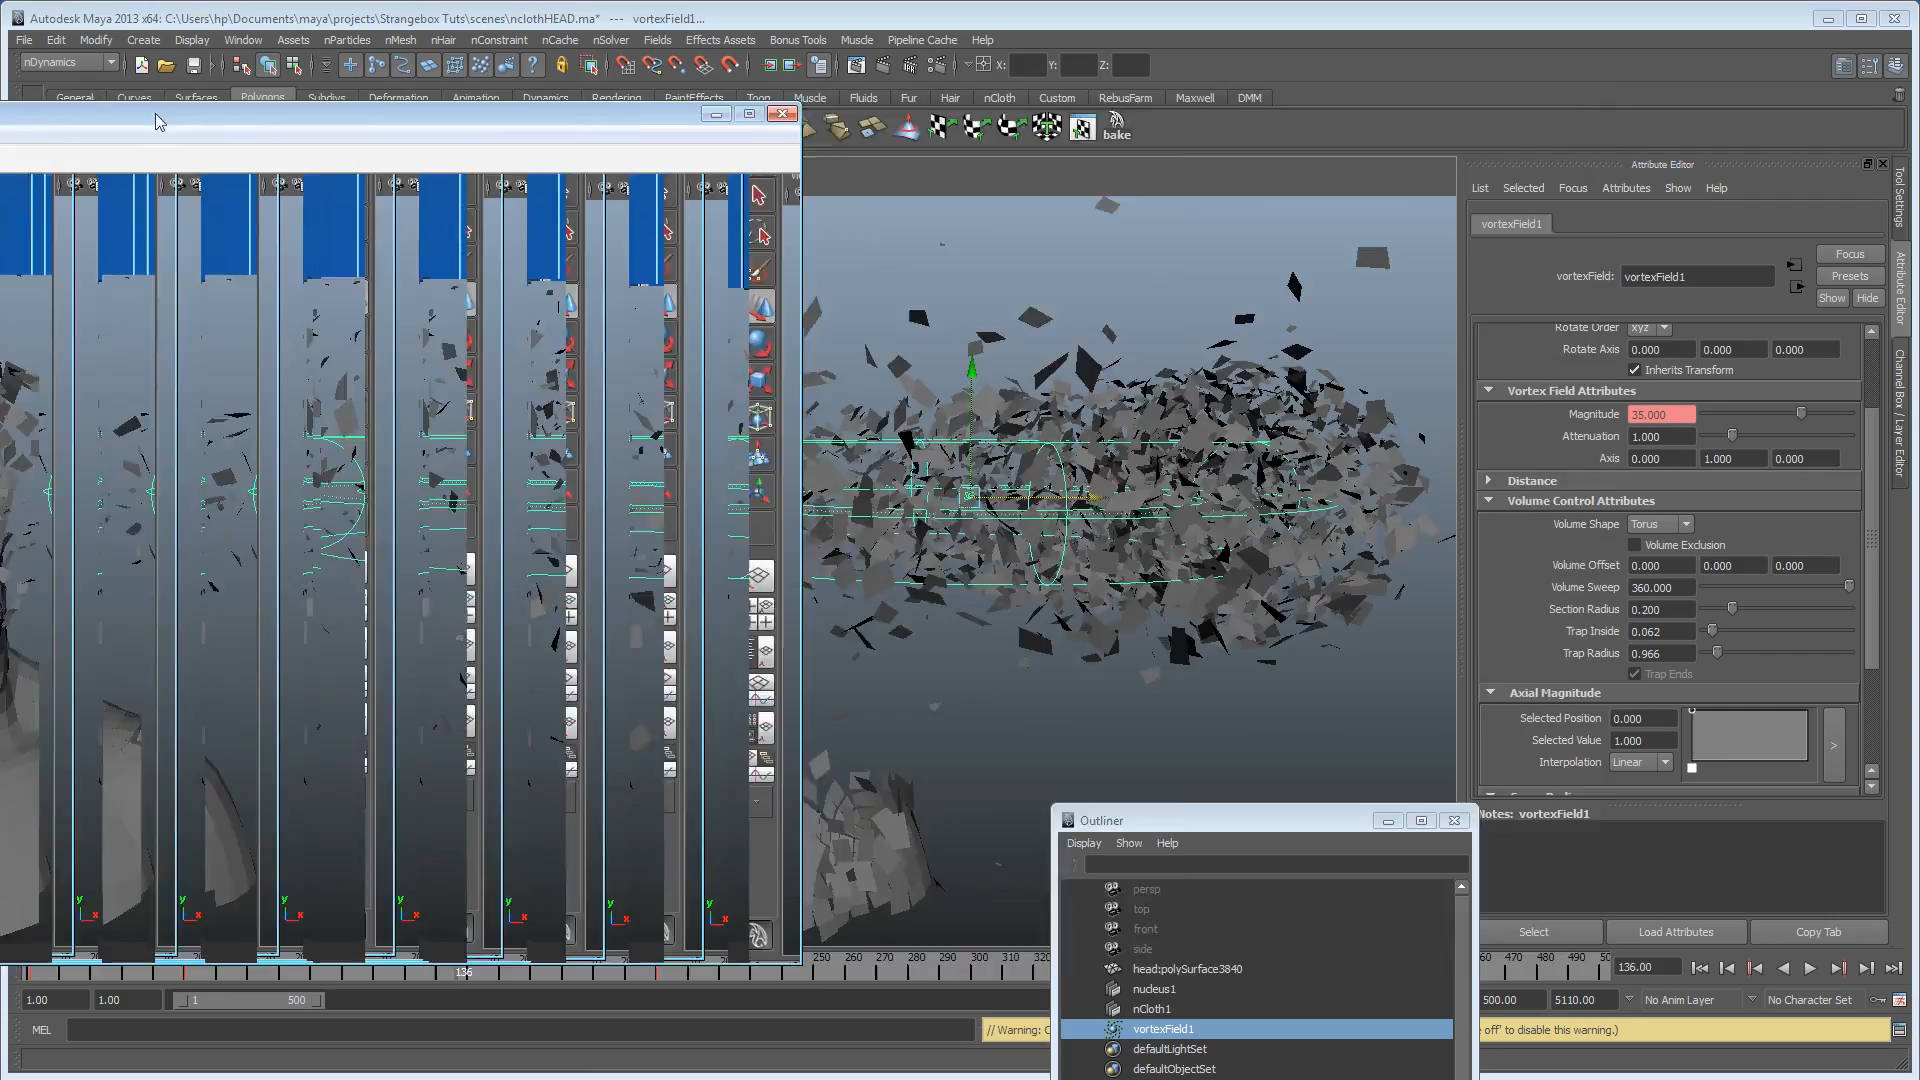 Autodesk Maya 2013 x64: C:\Users\hp\Documents\maya\projects\Strangebox Tuts\scenes\nclothHEAD.ma* --- vortexField1...
File Edit Modify Create Display Window Assets nParticles nMesh nHair nConstraint nCache nSolver Fields Effects Assets Bonus Tools Muscle Pipeline Cache Help
nDynamics X: Y: Z:
General Curves Surfaces Polygons Subdivs Deformation Animation Dynamics Rendering PaintEffects Toon Muscle Fluids Fur Hair nCloth Custom RebusFarm Maxwell DMM
bake
Attribute Editor
List Selected Focus Attributes Show Help
vortexField1
Focus
vortexField: vortexField1
Presets
Show Hide
Rotate Order xyz
Rotate Axis 0.000 0.000 0.000
Inherits Transform
Vortex Field Attributes
Magnitude 35.000
Attenuation 1.000
Axis 0.000 1.000 0.000
Distance
Volume Control Attributes
Volume Shape Torus
Volume Exclusion
Volume Offset 0.000 0.000 0.000
Volume Sweep 360.000
Section Radius 0.200
Trap Inside 0.062
Trap Radius 0.966
Trap Ends
Axial Magnitude
Selected Position 0.000
Selected Value 1.000
Interpolation Linear
>
Notes: vortexField1
Select Load Attributes Copy Tab
Tool Settings
Attribute Editor
Channel Box / Layer Editor
Outliner
Display Show Help
persp
top
front
side
head:polySurface3840
nucleus1
nCloth1
vortexField1
defaultLightSet
defaultObjectSet
y x y x y x y x y x y x y x
136 250 260 270 280 290 300 310 320 470 480 490 136.00
1.00 1.00 1 500 500.00 5110.00 No Anim Layer No Character Set
MEL // Warning: off' to disable this warning.)